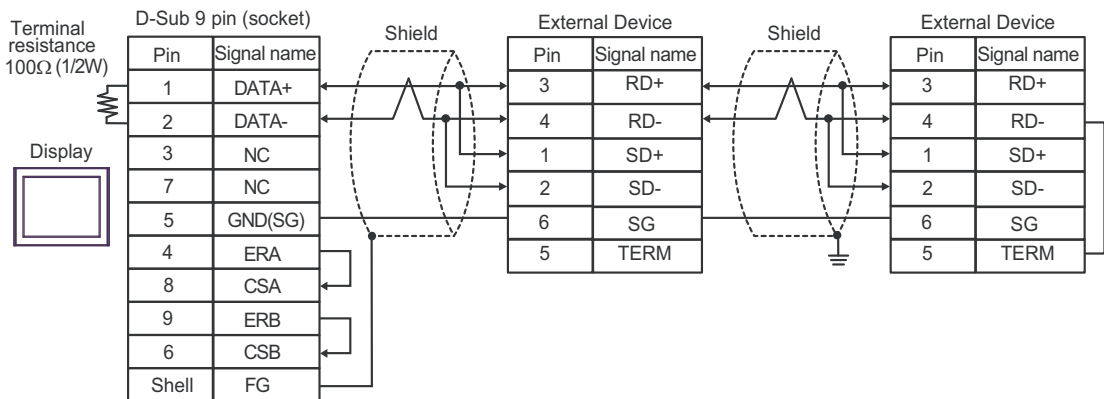 Terminal
resistance
100Ω (1/2W)
Display
D-Sub 9 pin (socket)
Pin Signal name
1 DATA+
2 DATA-
3 NC
7 NC
5 GND(SG)
4 ERA
8 CSA
9 ERB
6 CSB
Shell FG
Shield
External Device
Pin Signal name
3 RD+
4 RD-
1 SD+
2 SD-
6 SG
5 TERM
Shield
External Device
Pin Signal name
3 RD+
4 RD-
1 SD+
2 SD-
6 SG
5 TERM